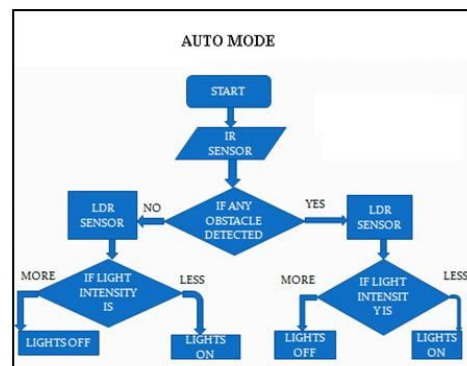 AUTO MODE
START
IR
SENSOR
IF ANY
OBSTACLE
DETECTED
NO
YES
LDR
SENSOR
LDR
SENSOR
IF LIGHT
INTENSITY
IS
MORE
LESS
IF LIGHT
INTENSIT
Y IS
MORE
LESS
LIGHTS OFF
LIGHTS
ON
LIGHTS
OFF
LIGHTS
ON